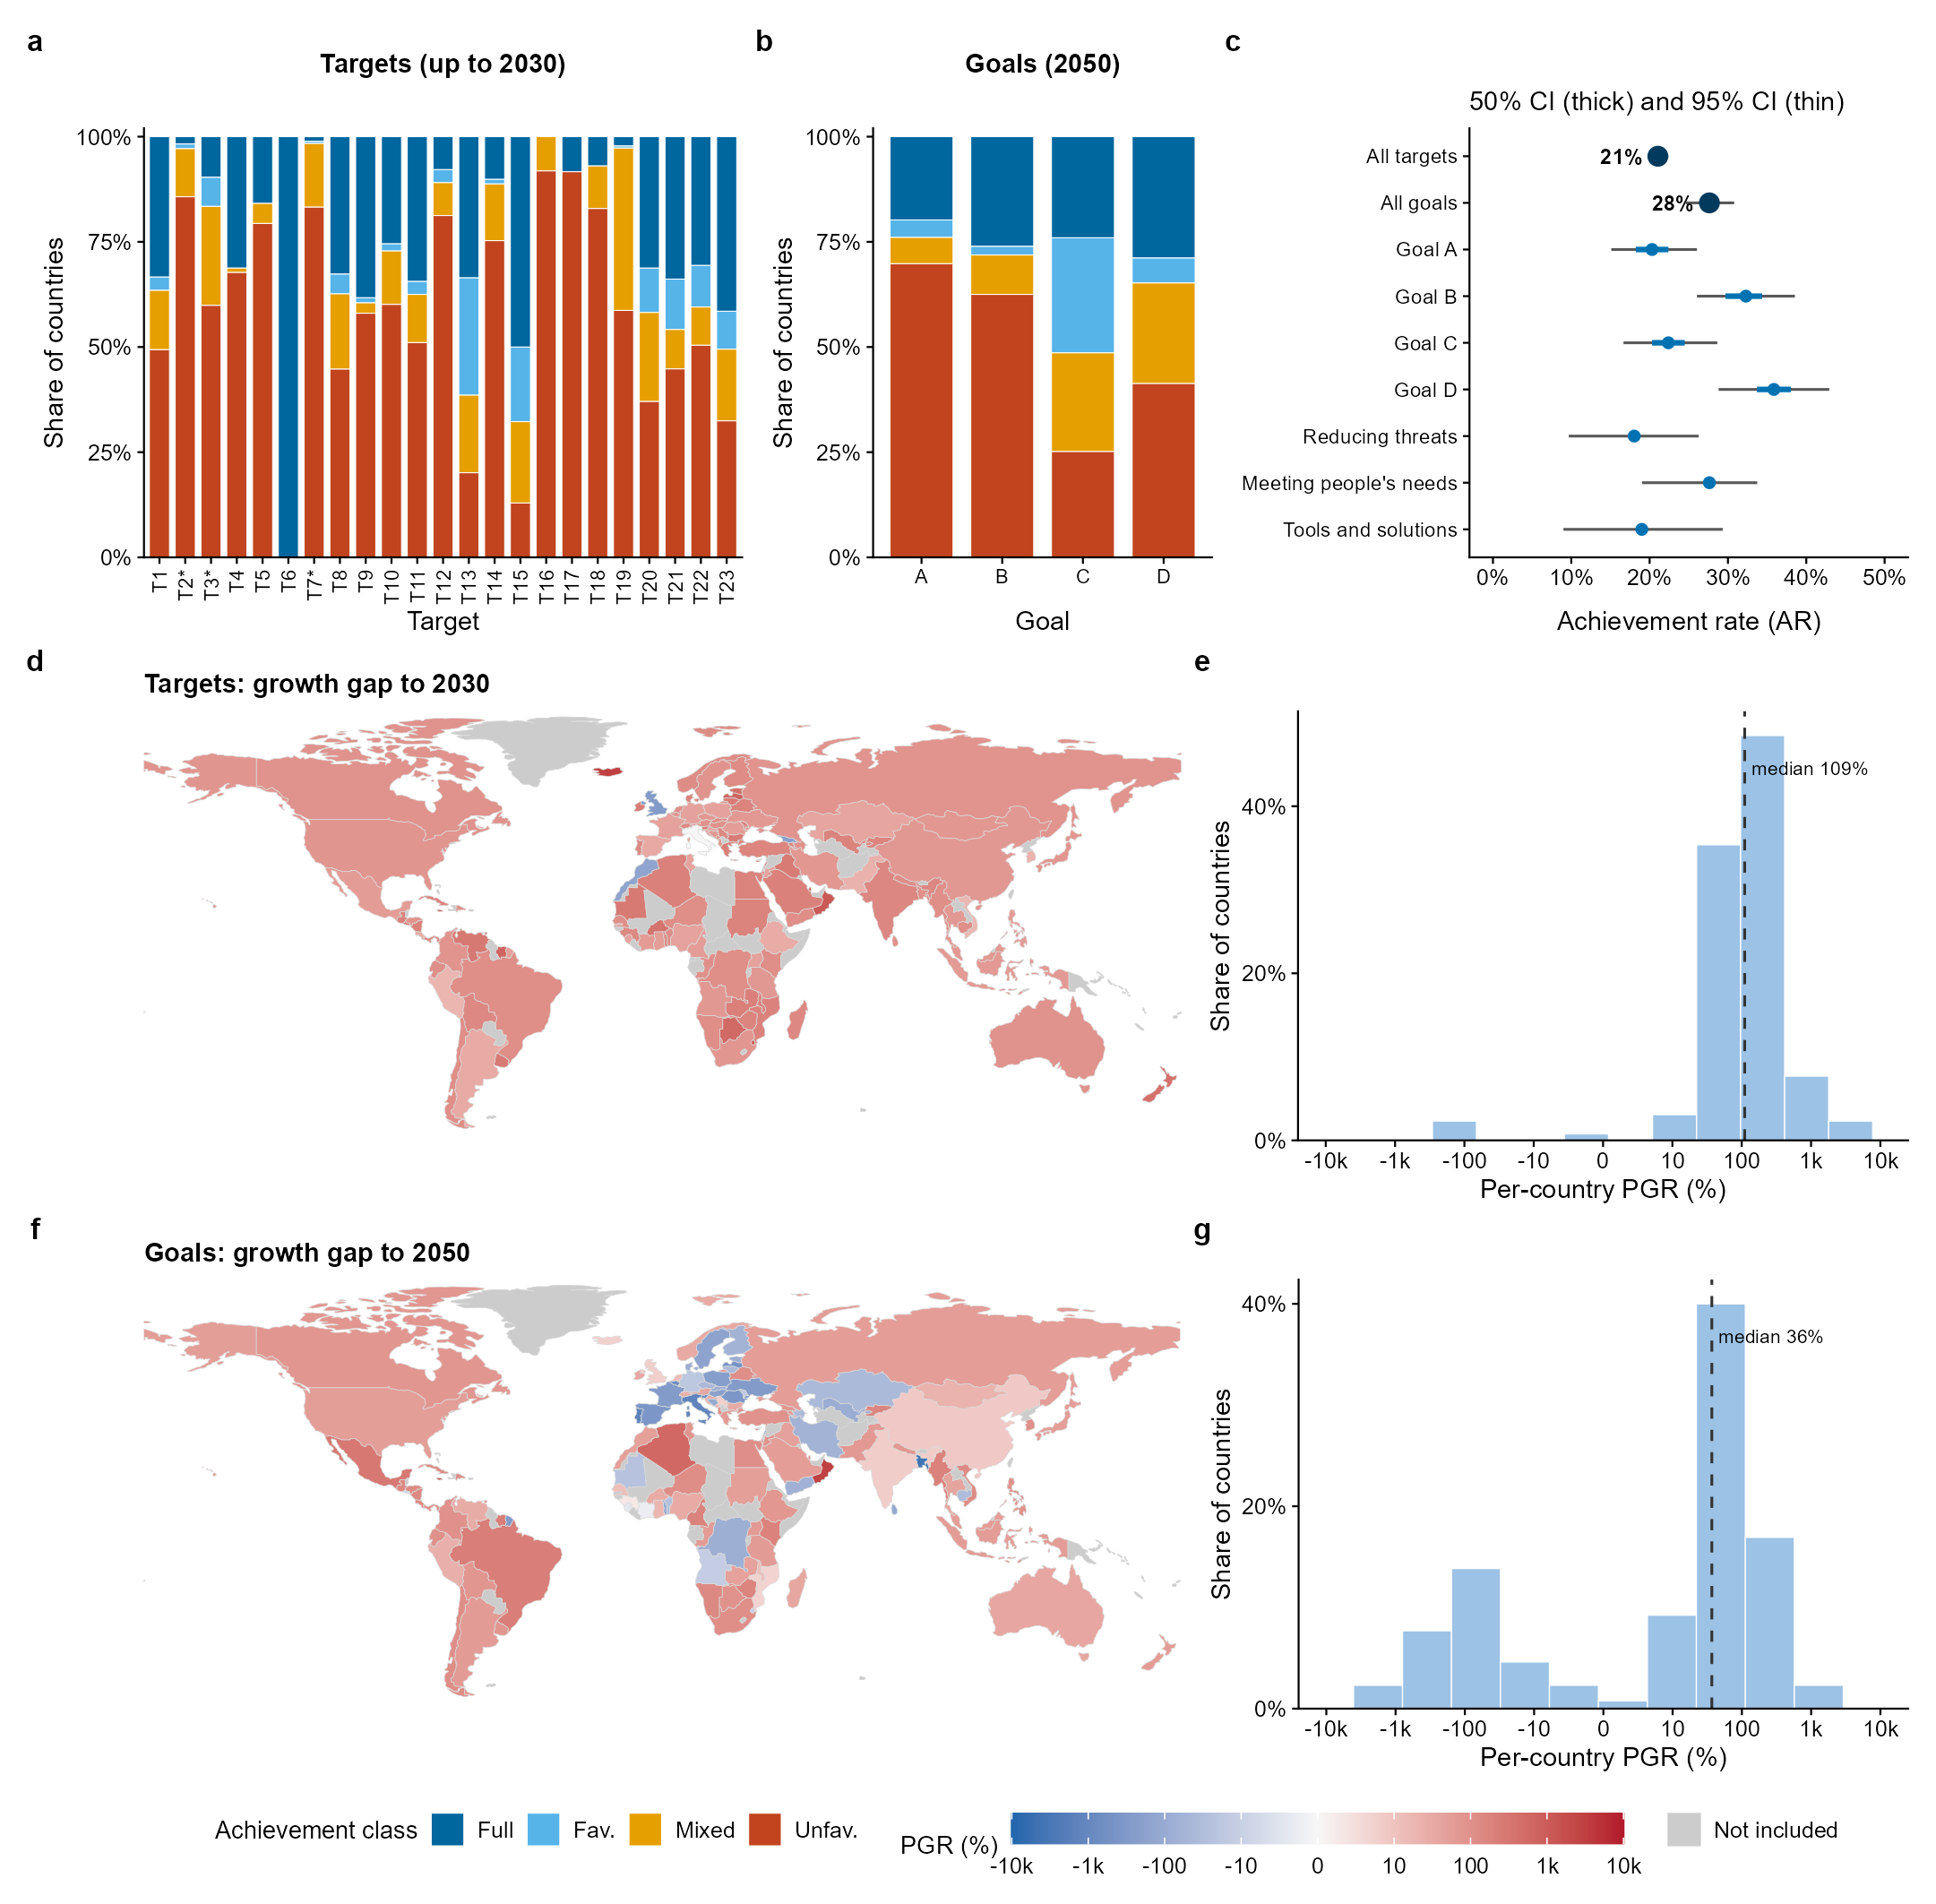 a
Targets (up to 2030)
100%
75%
50%
25%
0%
Share of countries
T1
T2*
T3*
T4
T5
T6
T7*
T8
T9
T10
T11
T12
T13
T14
T15
T16
T17
T18
T19
T20
T21
T22
T23
Target
b
Goals (2050)
100%
75%
50%
25%
0%
Share of countries
A
B
C
D
Goal
c
50% CI (thick) and 95% CI (thin)
All targets
All goals
Goal A
Goal B
Goal C
Goal D
Reducing threats
Meeting people's needs
Tools and solutions
21%
28%
0%
10%
20%
30%
40%
50%
Achievement rate (AR)
d
Targets: growth gap to 2030
e
40%
20%
0%
Share of countries
median 109%
-10k
-1k
-100
-10
0
10
100
1k
10k
Per-country PGR (%)
f
Goals: growth gap to 2050
g
40%
20%
0%
Share of countries
median 36%
-10k
-1k
-100
-10
0
10
100
1k
10k
Per-country PGR (%)
Achievement class
Full
Fav.
Mixed
Unfav.
PGR (%)
-10k
-1k
-100
-10
0
10
100
1k
10k
Not included